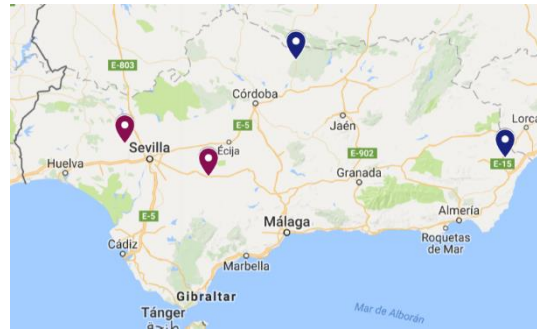 E-803
Córdoba
Lorca
E-5
Jaén
Écija
Sevilla
E-902
E-15
Huelva
Granada
Almería
E-5
Málaga
Roquetas
de Mar
Cádiz
Marbella
Gibraltar
Tánger
طنجة
Mar de Alborán